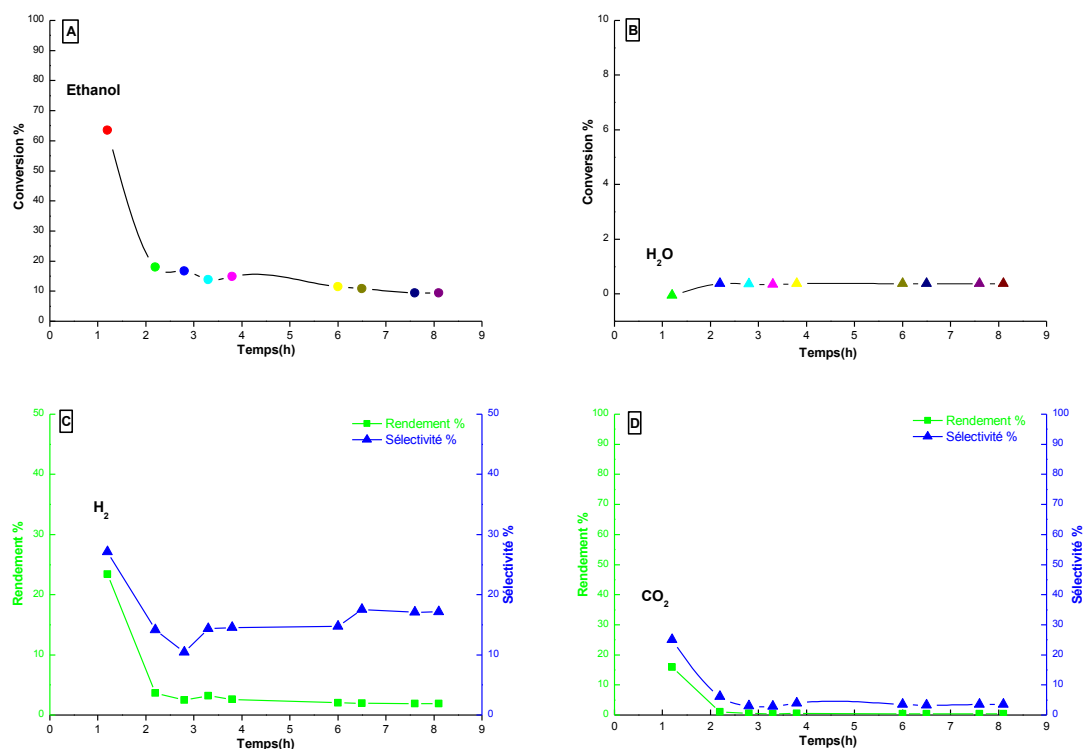 A
Ethanol
Conversion %
100
90
80
70
60
50
40
30
20
10
0
0 1 2 3 4 5 6 7 8 9
Temps(h)
B
H2O
Conversion %
10
8
6
4
2
0
0 1 2 3 4 5 6 7 8 9
Temps(h)
C
Rendement %
Sélectivité %
H2
Rendement %
50
40
30
20
10
0
0 1 2 3 4 5 6 7 8 9
Temps(h)
50
40
30
20
10
0
Sélectivité %
D
Rendement %
Sélectivité %
CO2
Rendement %
100
90
80
70
60
50
40
30
20
10
0
0 1 2 3 4 5 6 7 8 9
Temps(h)
100
90
80
70
60
50
40
30
20
10
0
Sélectivité %